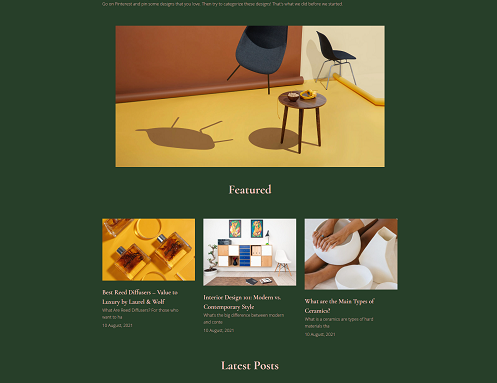 Go on Pinterest and pin some designs that you love. Then try to categorize these designs! That's what we did before we started.
Featured
Best Reed Diffusers – Value to
Luxury by Laurel & Wolf
What Are Reed Diffusers? For those who
want to ha
10 August, 2021
Interior Design 101: Modern vs.
Contemporary Style
What's the big difference between modern
and conte
10 August, 2021
What are the Main Types of
Ceramics?
What is a ceramics are types of hard
materials tha
10 August, 2021
Latest Posts